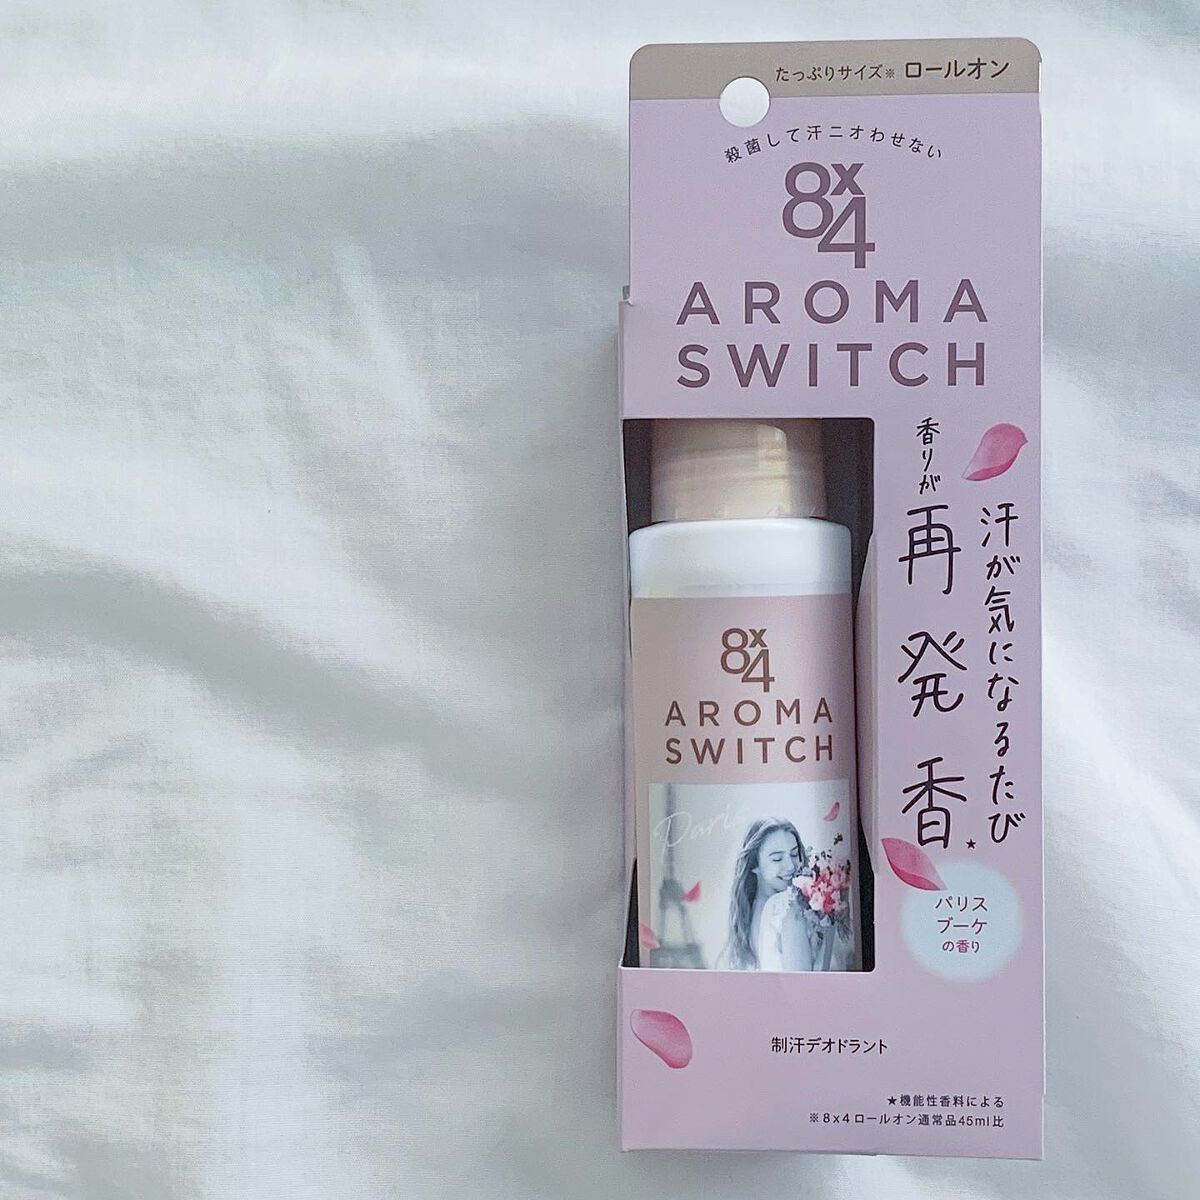 たっぷりサイズ※ ロールオン
殺菌して汗ニオわせない
8x4
AROMA
SWITCH
汗が気になるたび
香りが
再発香★
パリス
ブーケ
の香り
8x4
AROMA
SWITCH
Paris
制汗デオドラント
★機能性香料による
※8x4ロールオン通常品45ml比